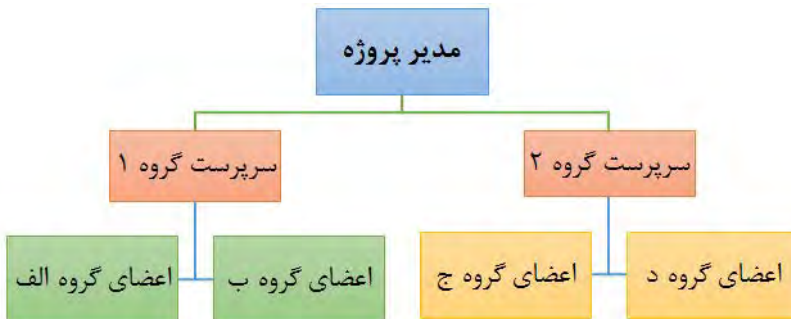 مدیر پروژه
سرپرست گروه ۲
سرپرست گروه ۱
اعضای گروه د
اعضای گروه ج
اعضای گروه ب
اعضای گروه الف